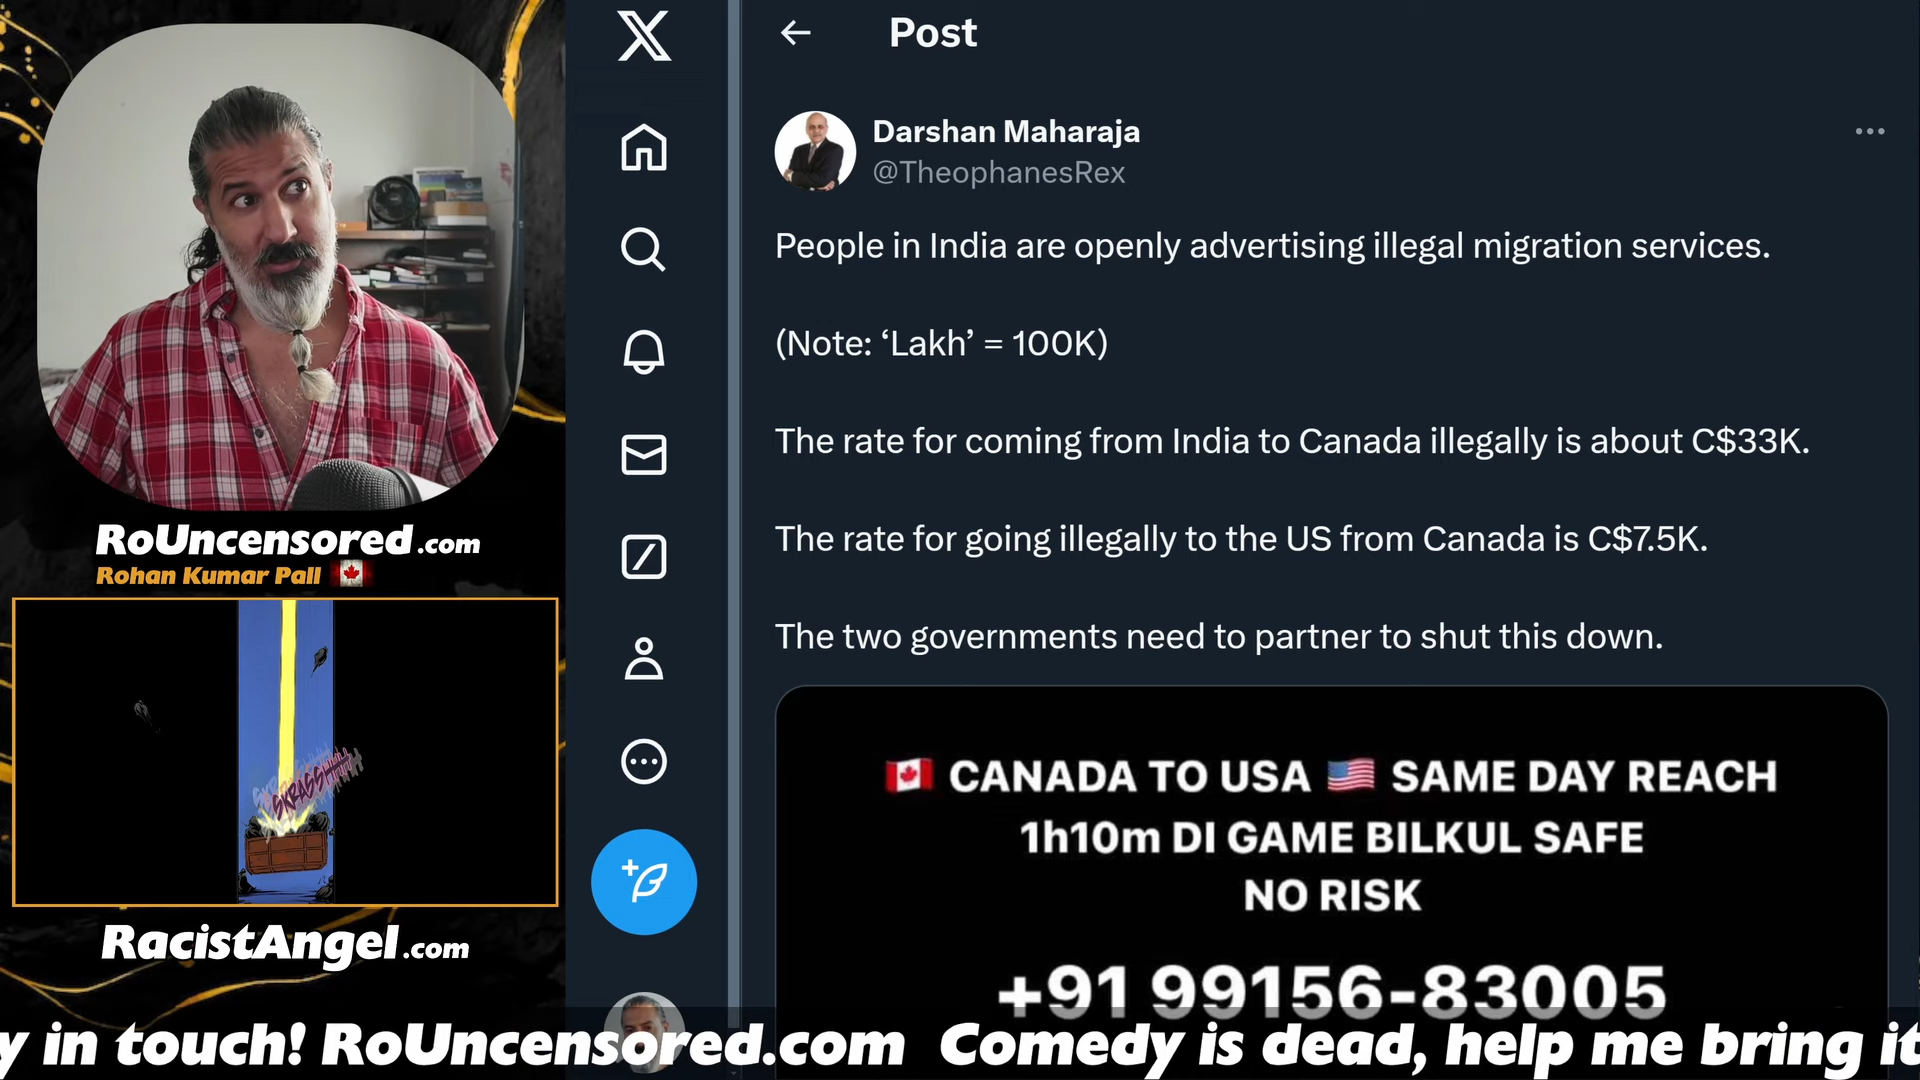 Post
Darshan Maharaja
@TheophanesRex
People in India are openly advertising illegal migration services.
(Note: ‘Lakh’ = 100K)
The rate for coming from India to Canada illegally is about C$33K.
The rate for going illegally to the US from Canada is C$7.5K.
The two governments need to partner to shut this down.
🇨🇦 CANADA TO USA 🇺🇸 SAME DAY REACH
1h10m DI GAME BILKUL SAFE
NO RISK
+91 99156-83005
RoUncensored.com
Rohan Kumar Pall
SKRASSHHH
RacistAngel.com
y in touch! RoUncensored.com Comedy is dead, help me bring it